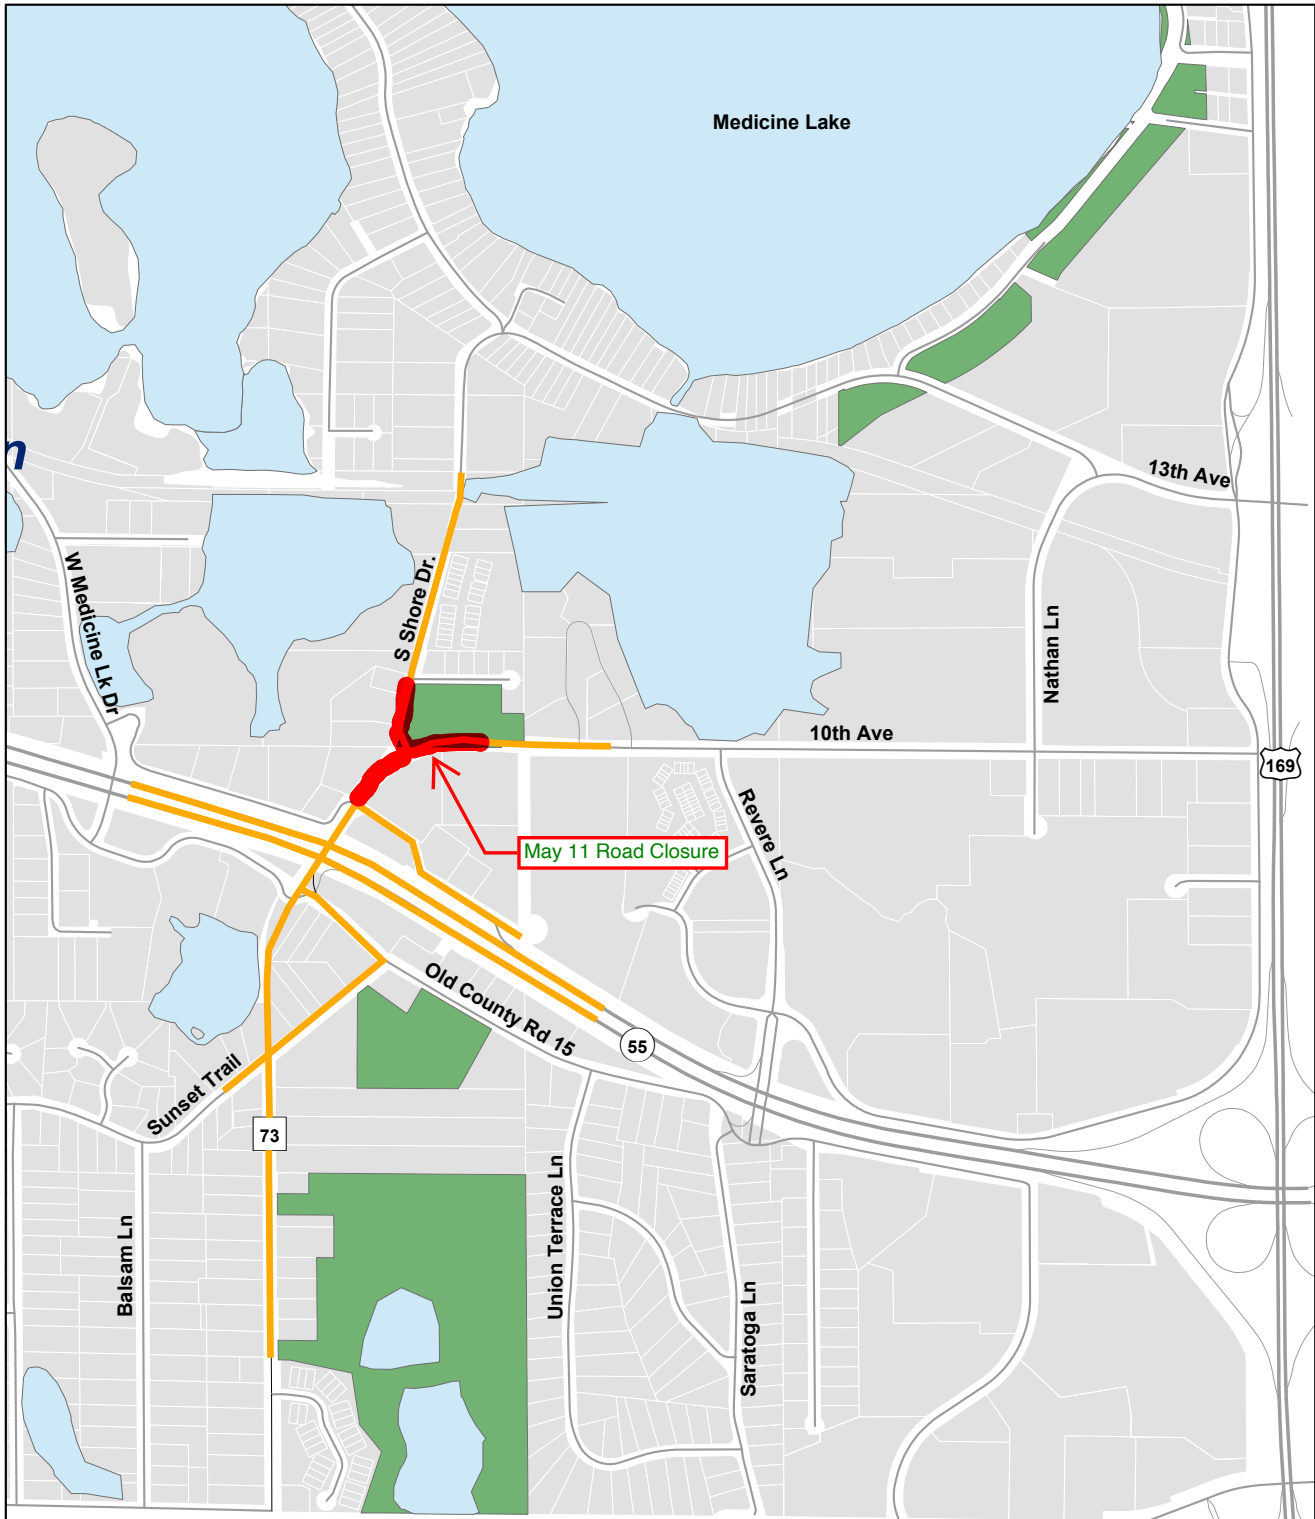 Medicine Lake
n
13th Ave
W Medicine Lk Dr
S Shore Dr.
Nathan Ln
10th Ave
169
Revere Ln
May 11 Road Closure
Old County Rd 15
55
Sunset Trail
73
Balsam Ln
Union Terrace Ln
Saratoga Ln